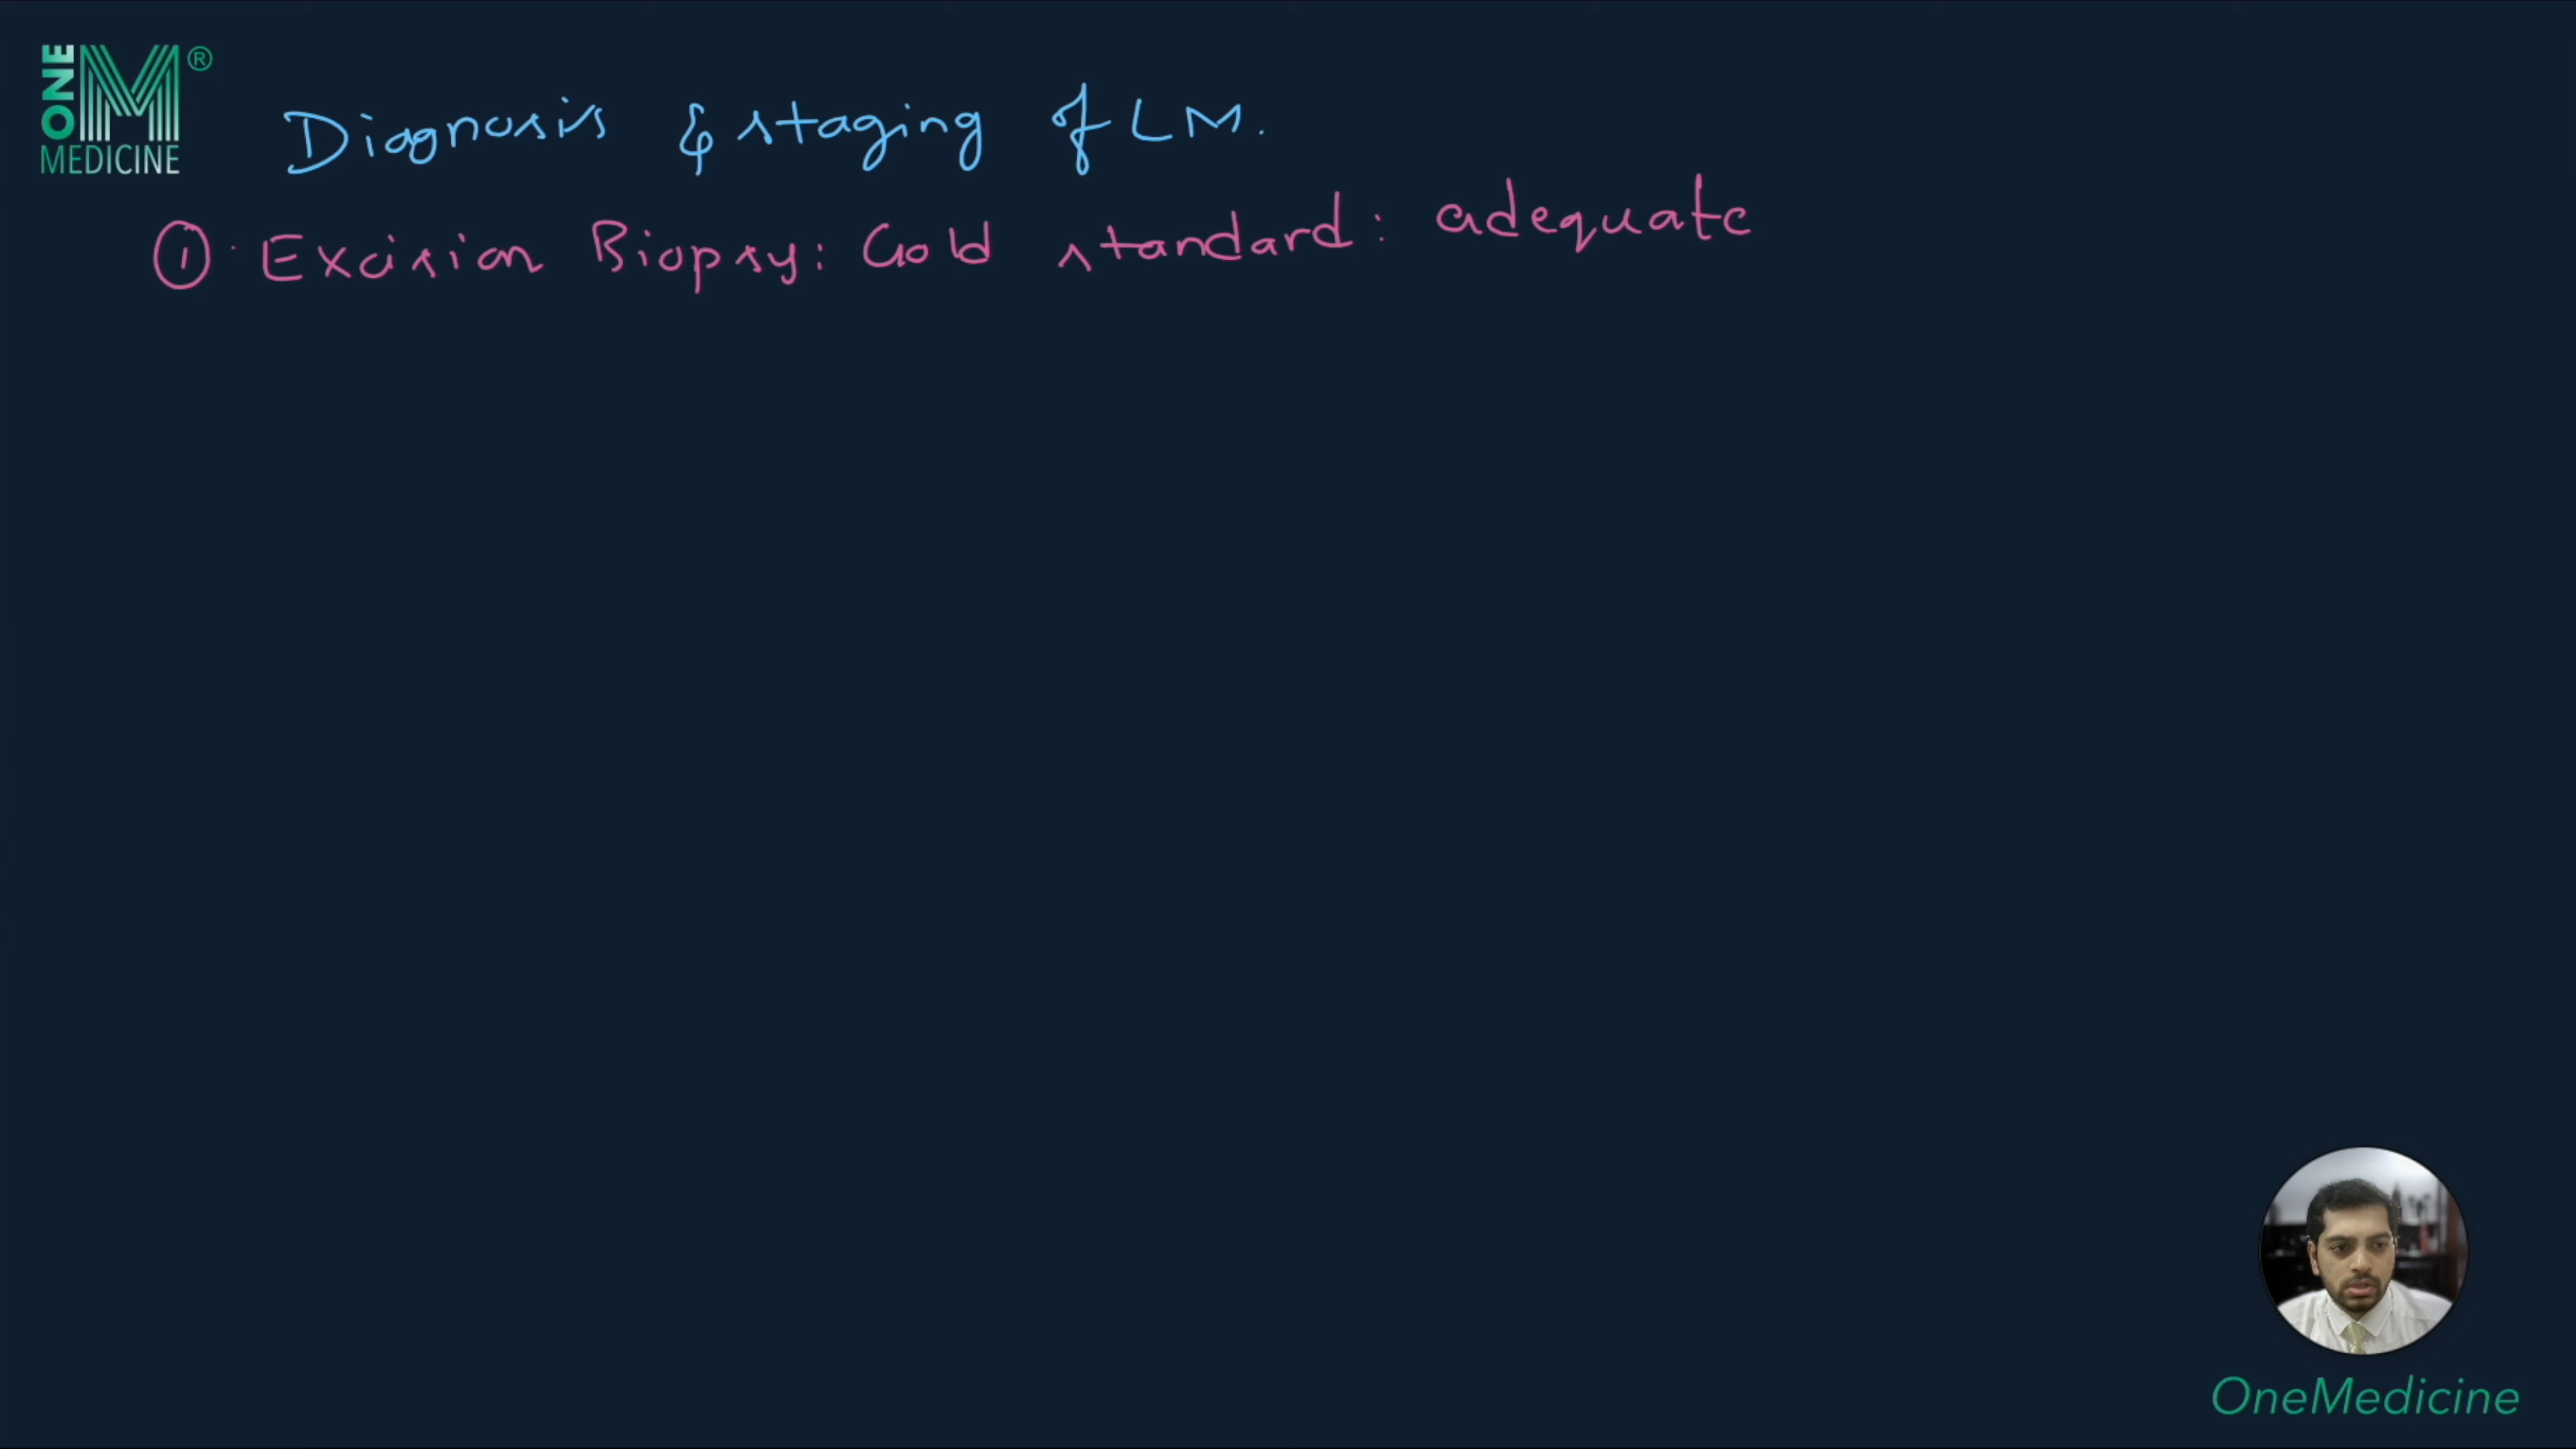 ONE M ®
MEDICINE
Diagnosis & staging of LM.
① Excision Biopsy: Gold standard: adequate
OneMedicine